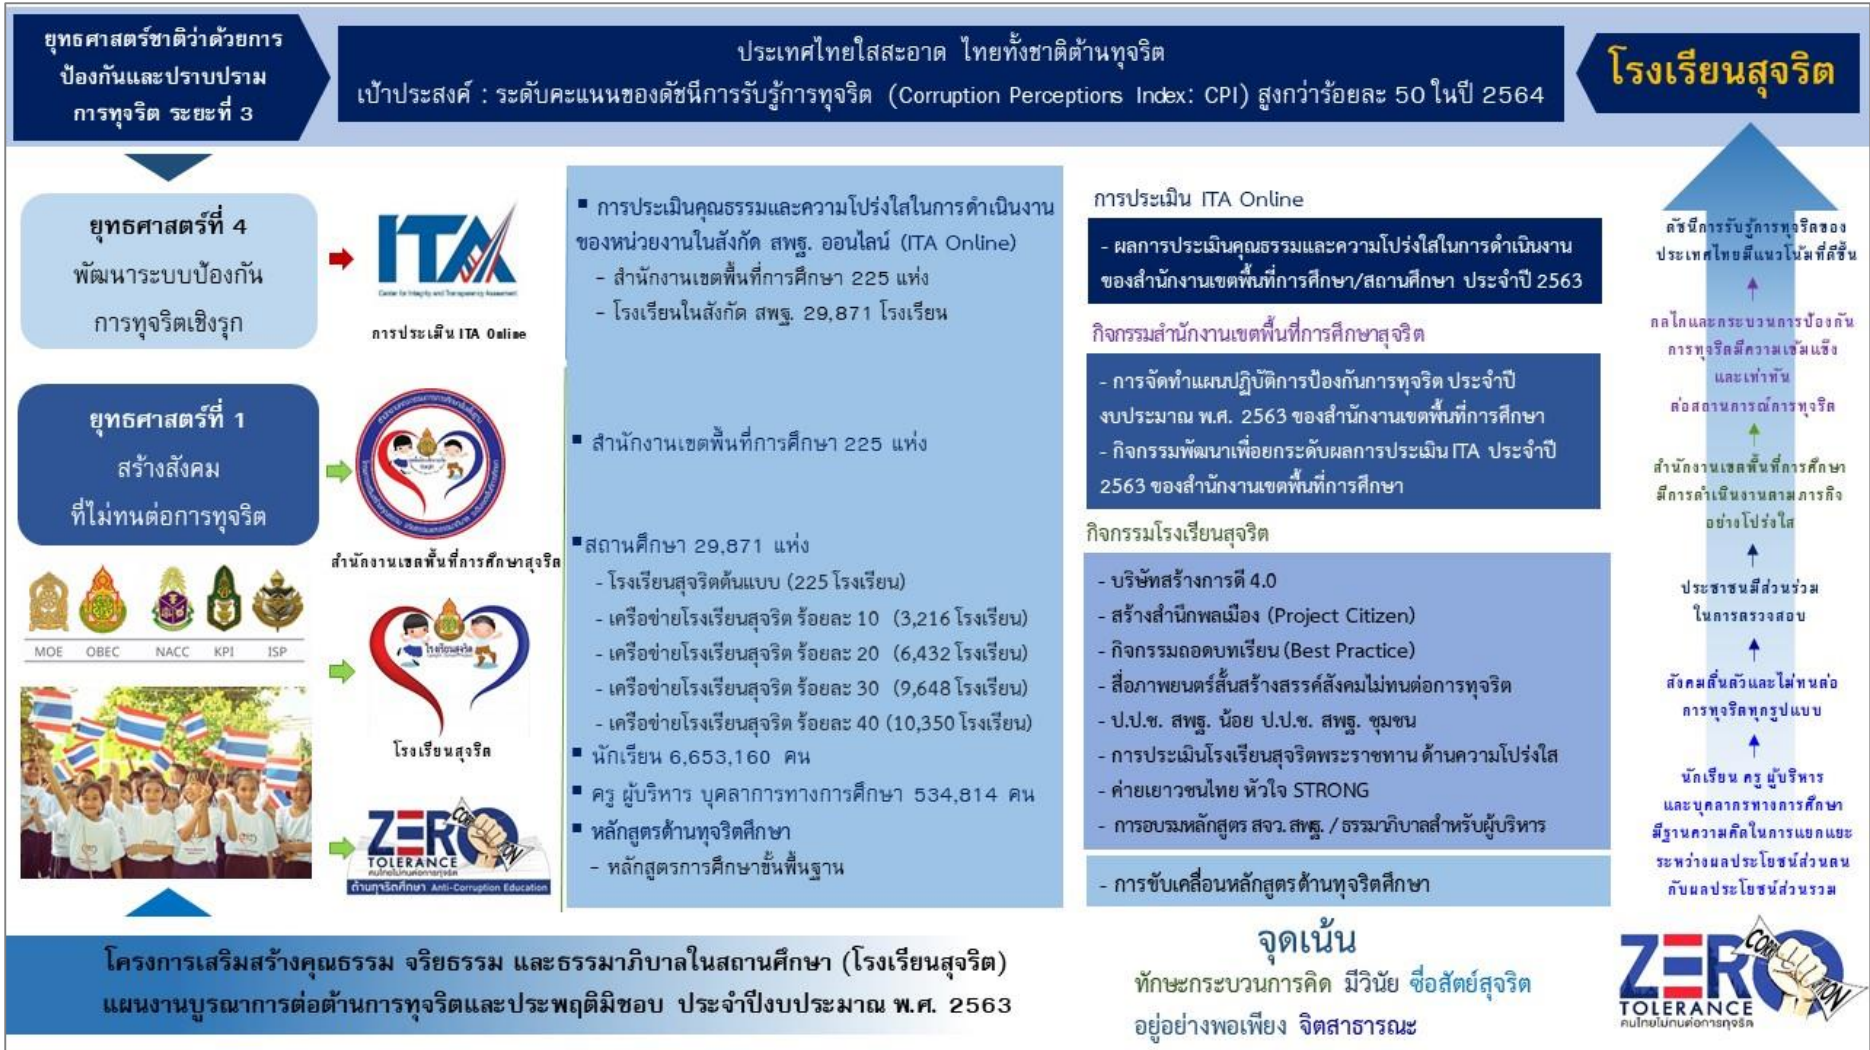 ยุทธศาสตร์ชาติว่าด้วยการ
ป้องกันและปราบปราม
การทุจริต ระยะที่ 3
ประเทศไทยใสสะอาด ไทยทั้งชาติต้านทุจริต
เป้าประสงค์ : ระดับคะแนนของดัชนีการรับรู้การทุจริต (Corruption Perceptions Index: CPI) สูงกว่าร้อยละ 50 ในปี 2564
โรงเรียนสุจริต
ยุทธศาสตร์ที่ 4
พัฒนาระบบป้องกัน
การทุจริตเชิงรุก
ITA
Center for Integrity and Transparency Assessment
การประเมิน ITA Online
ยุทธศาสตร์ที่ 1
สร้างสังคม
ที่ไม่ทนต่อการทุจริต
สำนักงานเขตพื้นที่การศึกษาสุจริต
MOE OBEC NACC KPI ISP
โรงเรียนสุจริต
โรงเรียนสุจริต
ZERO
CORRUPTION
TOLERANCE
คนไทยไม่ทนต่อการทุจริต
ต้านทุจริตศึกษา Anti-Corruption Education
▪ การประเมินคุณธรรมและความโปร่งใสในการดำเนินงาน
ของหน่วยงานในสังกัด สพฐ. ออนไลน์ (ITA Online)
– สำนักงานเขตพื้นที่การศึกษา 225 แห่ง
– โรงเรียนในสังกัด สพฐ. 29,871 โรงเรียน
▪ สำนักงานเขตพื้นที่การศึกษา 225 แห่ง
▪ สถานศึกษา 29,871 แห่ง
- โรงเรียนสุจริตต้นแบบ (225 โรงเรียน)
- เครือข่ายโรงเรียนสุจริต ร้อยละ 10 (3,216 โรงเรียน)
- เครือข่ายโรงเรียนสุจริต ร้อยละ 20 (6,432 โรงเรียน)
- เครือข่ายโรงเรียนสุจริต ร้อยละ 30 (9,648 โรงเรียน)
- เครือข่ายโรงเรียนสุจริต ร้อยละ 40 (10,350 โรงเรียน)
▪ นักเรียน 6,653,160 คน
▪ ครู ผู้บริหาร บุคลาการทางการศึกษา 534,814 คน
▪ หลักสูตรต้านทุจริตศึกษา
– หลักสูตรการศึกษาขั้นพื้นฐาน
การประเมิน ITA Online
- ผลการประเมินคุณธรรมและความโปร่งใสในการดำเนินงาน
ของสำนักงานเขตพื้นที่การศึกษา/สถานศึกษา ประจำปี 2563
กิจกรรมสำนักงานเขตพื้นที่การศึกษาสุจริต
- การจัดทำแผนปฏิบัติการป้องกันการทุจริต ประจำปี
งบประมาณ พ.ศ. 2563 ของสำนักงานเขตพื้นที่การศึกษา
- กิจกรรมพัฒนาเพื่อยกระดับผลการประเมิน ITA ประจำปี
2563 ของสำนักงานเขตพื้นที่การศึกษา
กิจกรรมโรงเรียนสุจริต
- บริษัทสร้างการดี 4.0
- สร้างสำนึกพลเมือง (Project Citizen)
- กิจกรรมถอดบทเรียน (Best Practice)
- สื่อภาพยนตร์สั้นสร้างสรรค์สังคมไม่ทนต่อการทุจริต
- ป.ป.ช. สพฐ. น้อย ป.ป.ช. สพฐ. ชุมชน
- การประเมินโรงเรียนสุจริตพระราชทาน ด้านความโปร่งใส
- ค่ายเยาวชนไทย หัวใจ STRONG
- การอบรมหลักสูตร สจว. สพฐ. / ธรรมาภิบาลสำหรับผู้บริหาร
- การขับเคลื่อนหลักสูตรต้านทุจริตศึกษา
ดัชนีการรับรู้การทุจริตของ
ประเทศไทยมีแนวโน้มที่ดีขึ้น
กลไกและกระบวนการป้องกัน
การทุจริตมีความเข้มแข็ง
และเท่าทัน
ต่อสถานการณ์การทุจริต
สำนักงานเขตพื้นที่การศึกษา
มีการดำเนินงานตามภารกิจ
อย่างโปร่งใส
ประชาชนมีส่วนร่วม
ในการตรวจสอบ
สังคมตื่นตัวและไม่ทนต่อ
การทุจริตทุกรูปแบบ
นักเรียน ครู ผู้บริหาร
และบุคลากรทางการศึกษา
มีฐานความคิดในการแยกแยะ
ระหว่างผลประโยชน์ส่วนตน
กับผลประโยชน์ส่วนรวม
โครงการเสริมสร้างคุณธรรม จริยธรรม และธรรมาภิบาลในสถานศึกษา (โรงเรียนสุจริต)
แผนงานบูรณาการต่อต้านการทุจริตและประพฤติมิชอบ ประจำปีงบประมาณ พ.ศ. 2563
จุดเน้น
ทักษะกระบวนการคิด มีวินัย ซื่อสัตย์สุจริต
อยู่อย่างพอเพียง จิตสาธารณะ
ZERO
CORRUPTION
TOLERANCE
คนไทยไม่ทนต่อการทุจริต